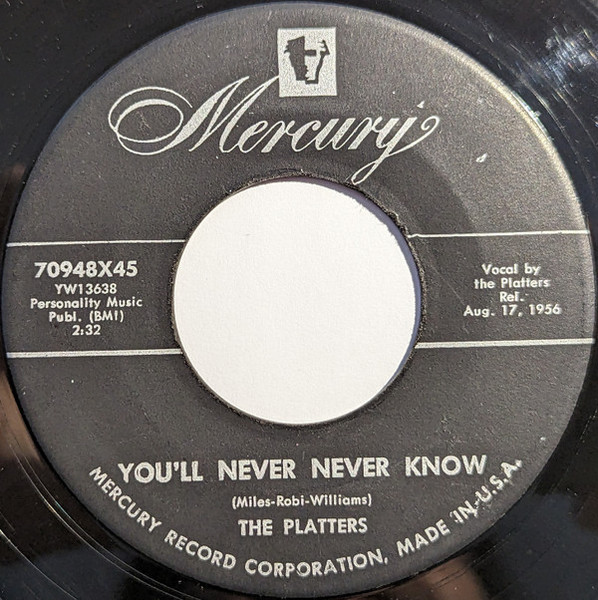 Mercury
70948X45
YW13638
Personality Music
Publ. (BMI)
2:32
Vocal by
the Platters
Rel.
Aug. 17, 1956
YOU'LL NEVER NEVER KNOW
(Miles-Robi-Williams)
THE PLATTERS
MERCURY RECORD CORPORATION, MADE IN U.S.A.